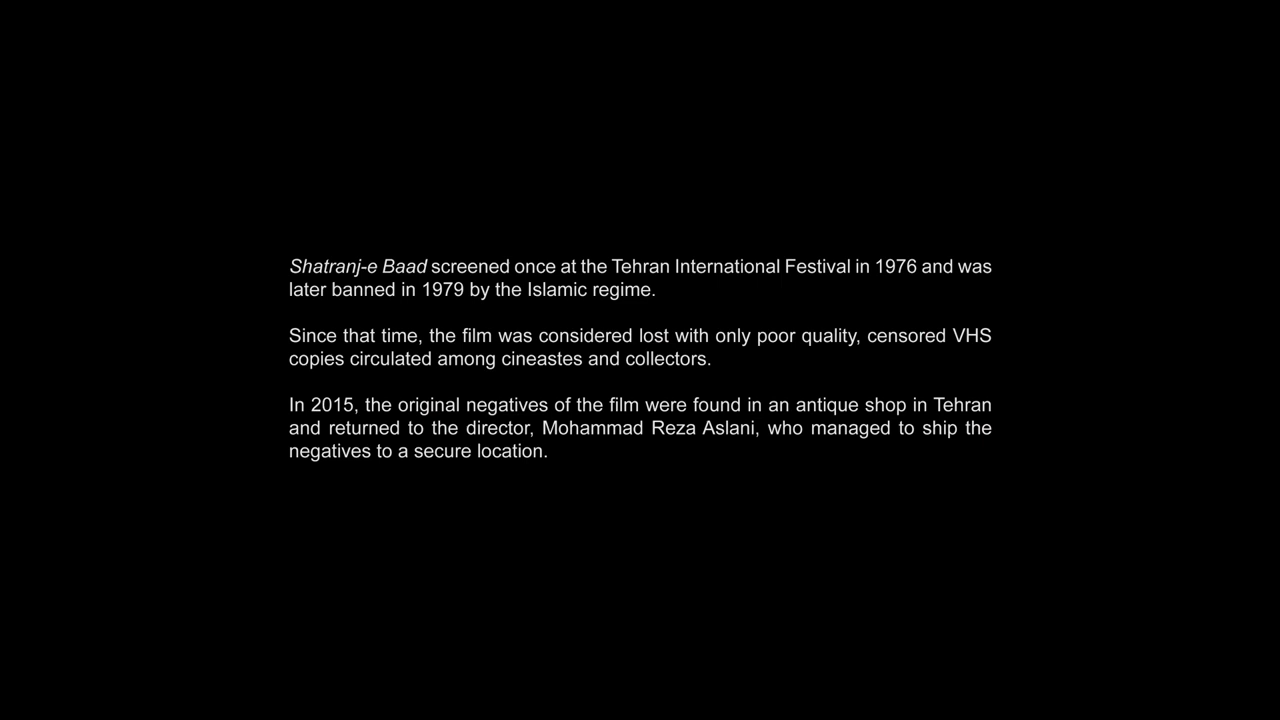 Shatranj-e Baad screened once at the Tehran International Festival in 1976 and was
later banned in 1979 by the Islamic regime.
Since that time, the film was considered lost with only poor quality, censored VHS
copies circulated among cineastes and collectors.
In 2015, the original negatives of the film were found in an antique shop in Tehran
and returned to the director, Mohammad Reza Aslani, who managed to ship the
negatives to a secure location.